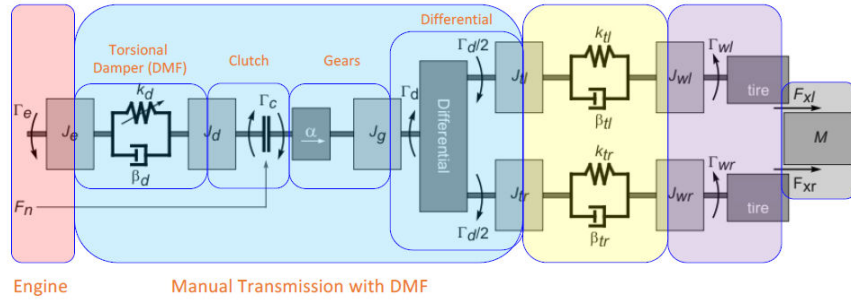 Differential
Torsional
Damper (DMF)
Clutch
Gears
Γe
Je
kd
βd
Jd
Γc
α
Jg
Γd
Differential
Γd/2
Γd/2
Jtl
Jtr
ktl
βtl
ktr
βtr
Jwl
Jwr
Γwl
Γwr
tire
tire
Fxl
M
Fxr
Fn
Engine
Manual Transmission with DMF